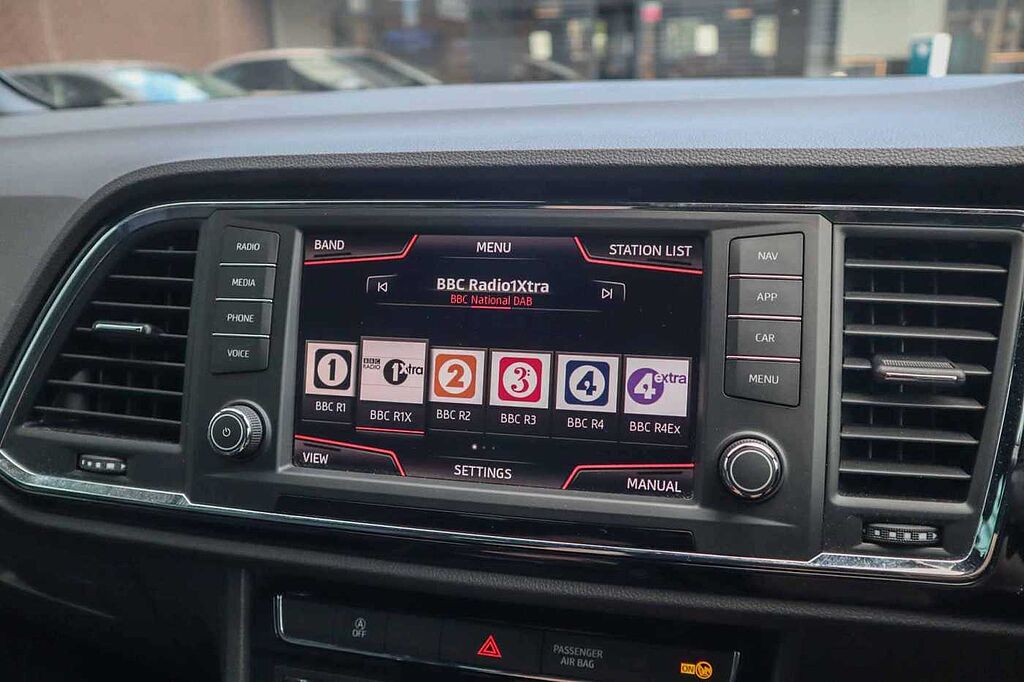 RADIO
MEDIA
PHONE
VOICE
BAND
MENU
STATION LIST
BBC Radio1Xtra
BBC National DAB
1
BBC
RADIO
1Xtra
2
3
4
4 extra
BBC R1
BBC R1X
BBC R2
BBC R3
BBC R4
BBC R4Ex
VIEW
SETTINGS
MANUAL
NAV
APP
CAR
MENU
A
OFF
PASSENGER
AIR BAG
ON